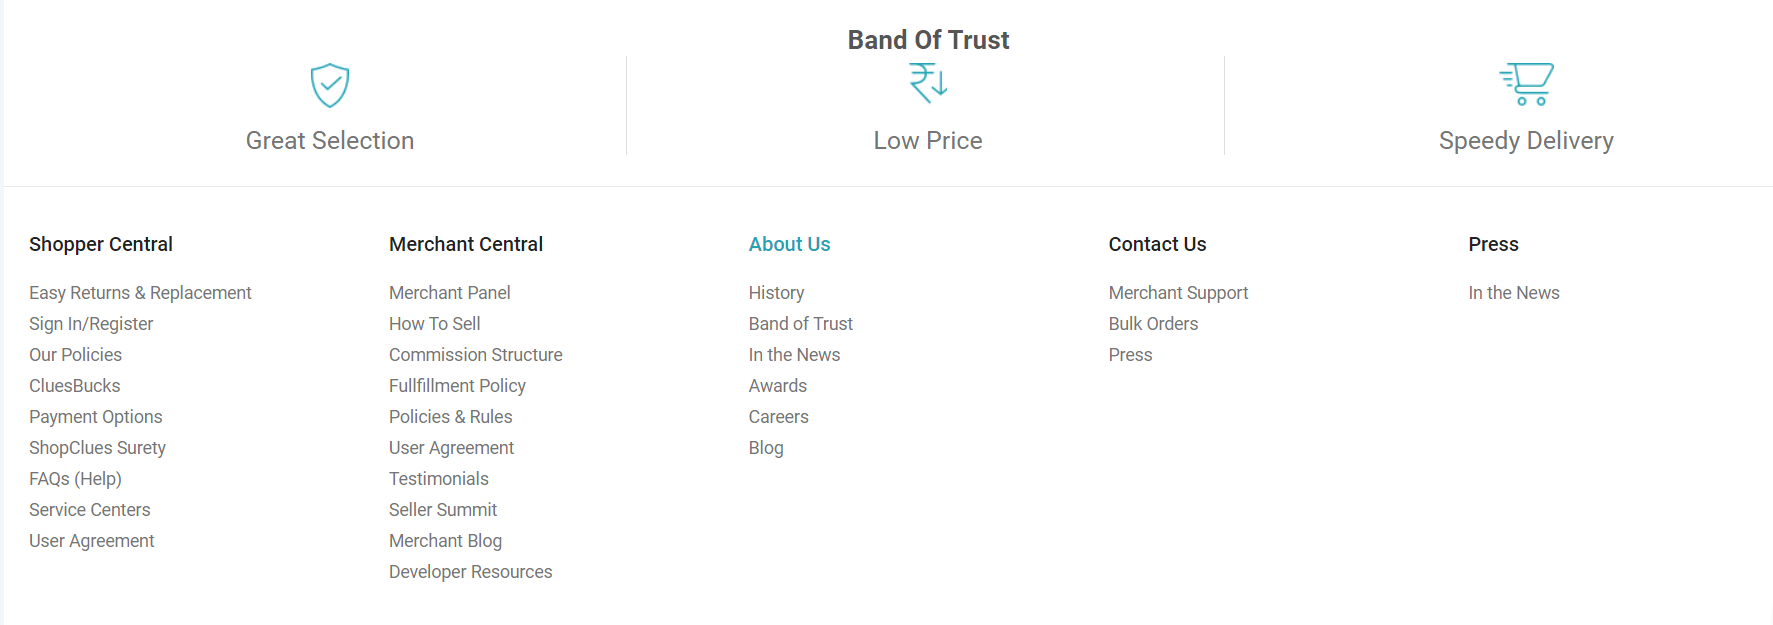 Band Of Trust
Great Selection
Low Price
Speedy Delivery
Shopper Central
Easy Returns & Replacement
Sign In/Register
Our Policies
CluesBucks
Payment Options
ShopClues Surety
FAQs (Help)
Service Centers
User Agreement
Merchant Central
Merchant Panel
How To Sell
Commission Structure
Fullfillment Policy
Policies & Rules
User Agreement
Testimonials
Seller Summit
Merchant Blog
Developer Resources
About Us
History
Band of Trust
In the News
Awards
Careers
Blog
Contact Us
Merchant Support
Bulk Orders
Press
Press
In the News